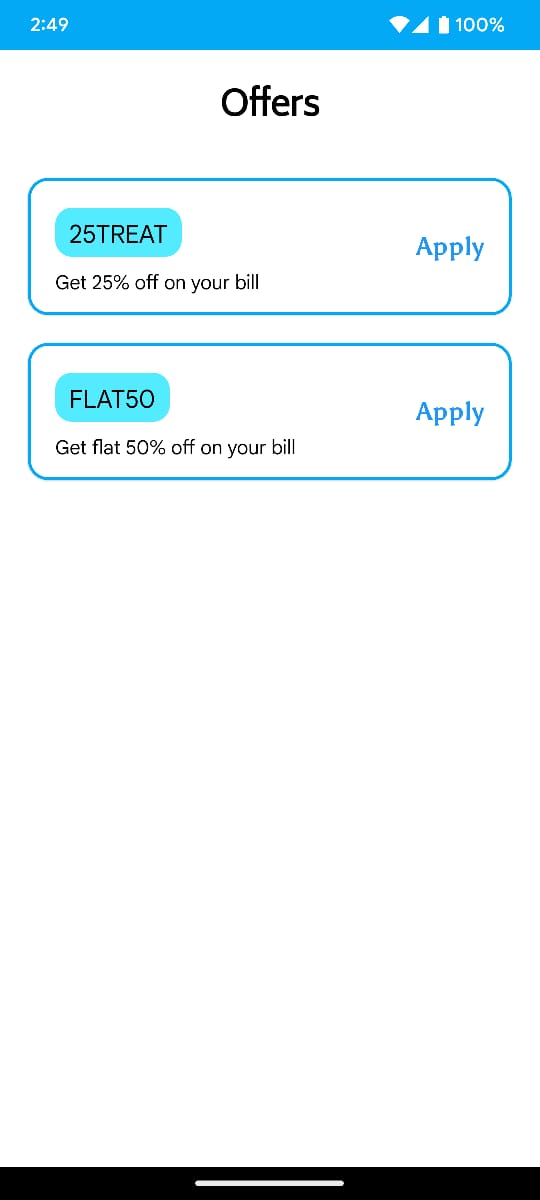 2:49 100%
Offers
25TREAT
Apply
Get 25% off on your bill
FLAT50
Apply
Get flat 50% off on your bill